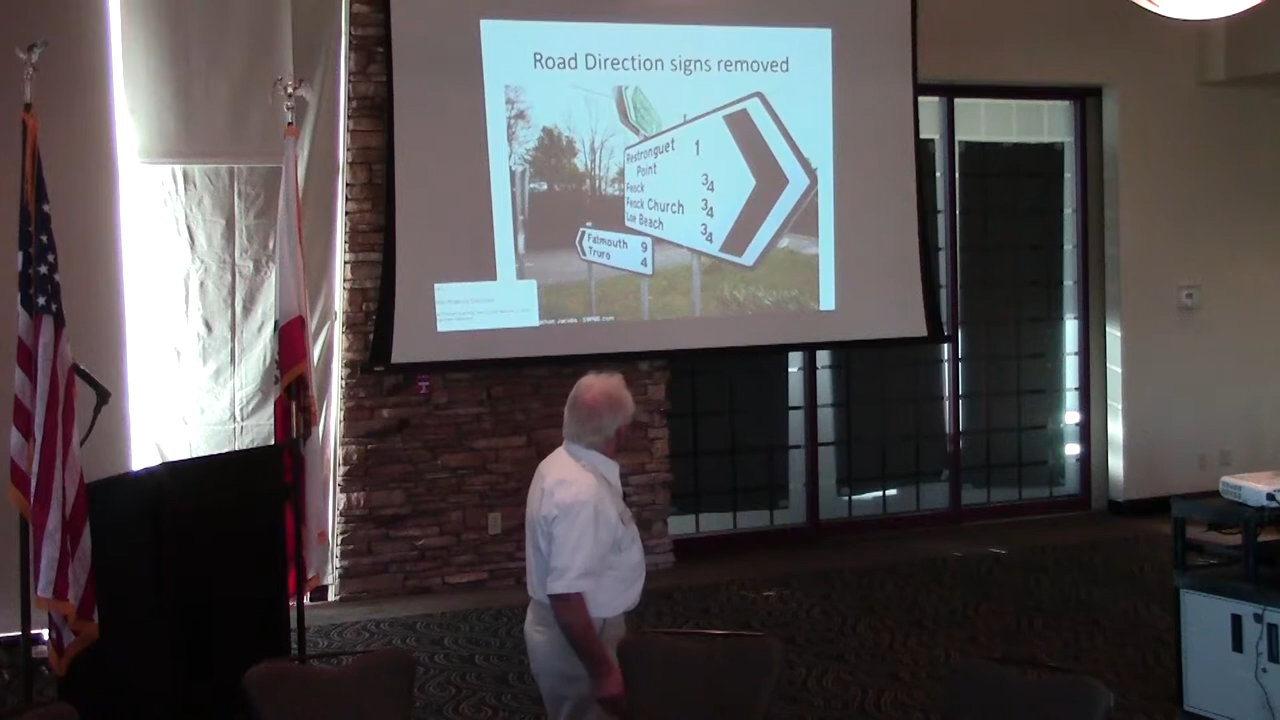 Road Direction signs removed
Restronguet 1
Point
Feock 3/4
Feock Church 3/4
Loe Beach 3/4
Falmouth 9
Truro 4